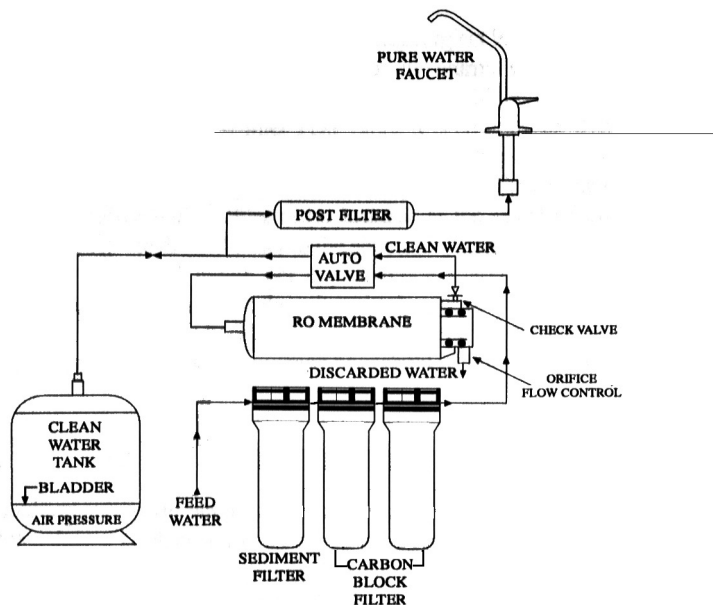 PURE WATER
FAUCET
POST FILTER
CLEAN WATER
AUTO
VALVE
RO MEMBRANE
CHECK VALVE
DISCARDED WATER
ORIFICE
FLOW CONTROL
CLEAN
WATER
TANK
BLADDER
AIR PRESSURE
FEED
WATER
SEDIMENT
FILTER
CARBON
BLOCK
FILTER